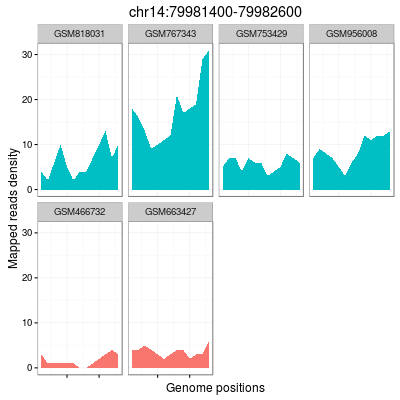 chr14:79981400-79982600
GSM818031 GSM767343 GSM753429 GSM956008
30
20
10
0
GSM466732 GSM663427
30
20
10
0
Mapped reads density
Genome positions